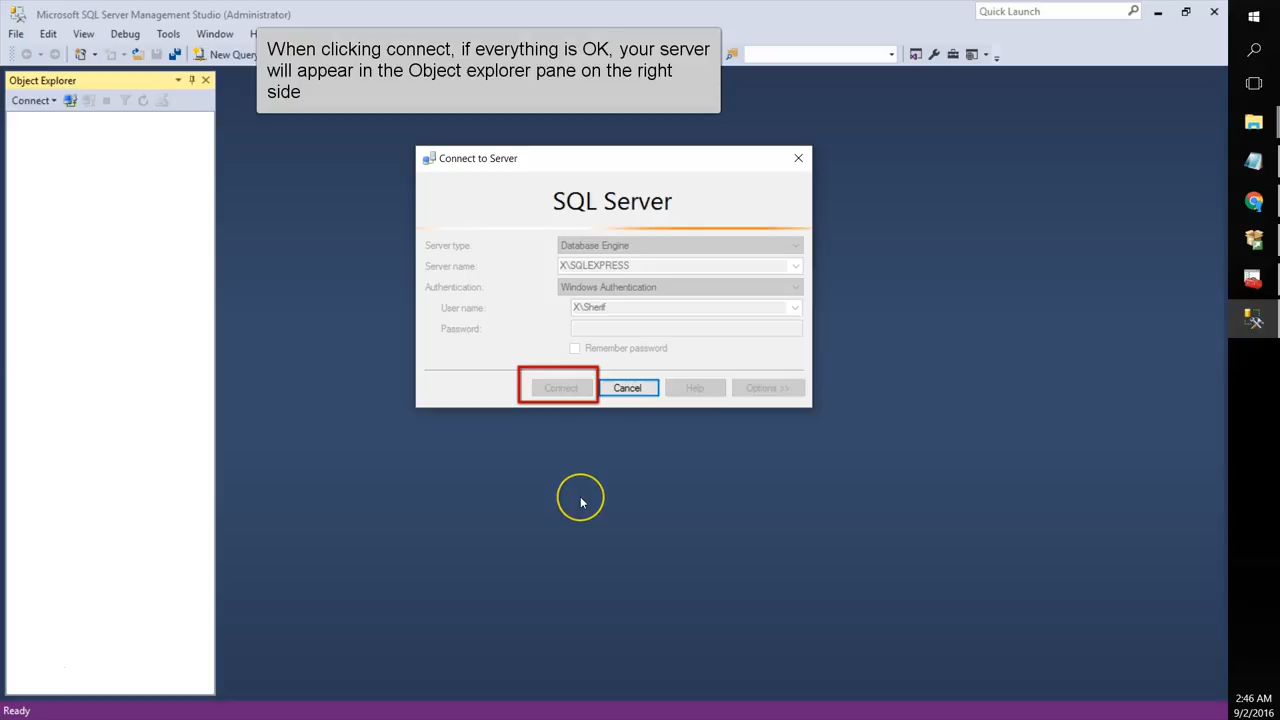 Microsoft SQL Server Management Studio (Administrator)
Quick Launch
File Edit View Debug Tools Window
New Query
When clicking connect, if everything is OK, your server
will appear in the Object explorer pane on the right
side
Object Explorer
Connect
Connect to Server
SQL Server
Server type: Database Engine
Server name: X\SQLEXPRESS
Authentication: Windows Authentication
User name: X\Sherif
Password:
Remember password
Connect Cancel Help Options >>
Ready
2:46 AM
9/2/2016